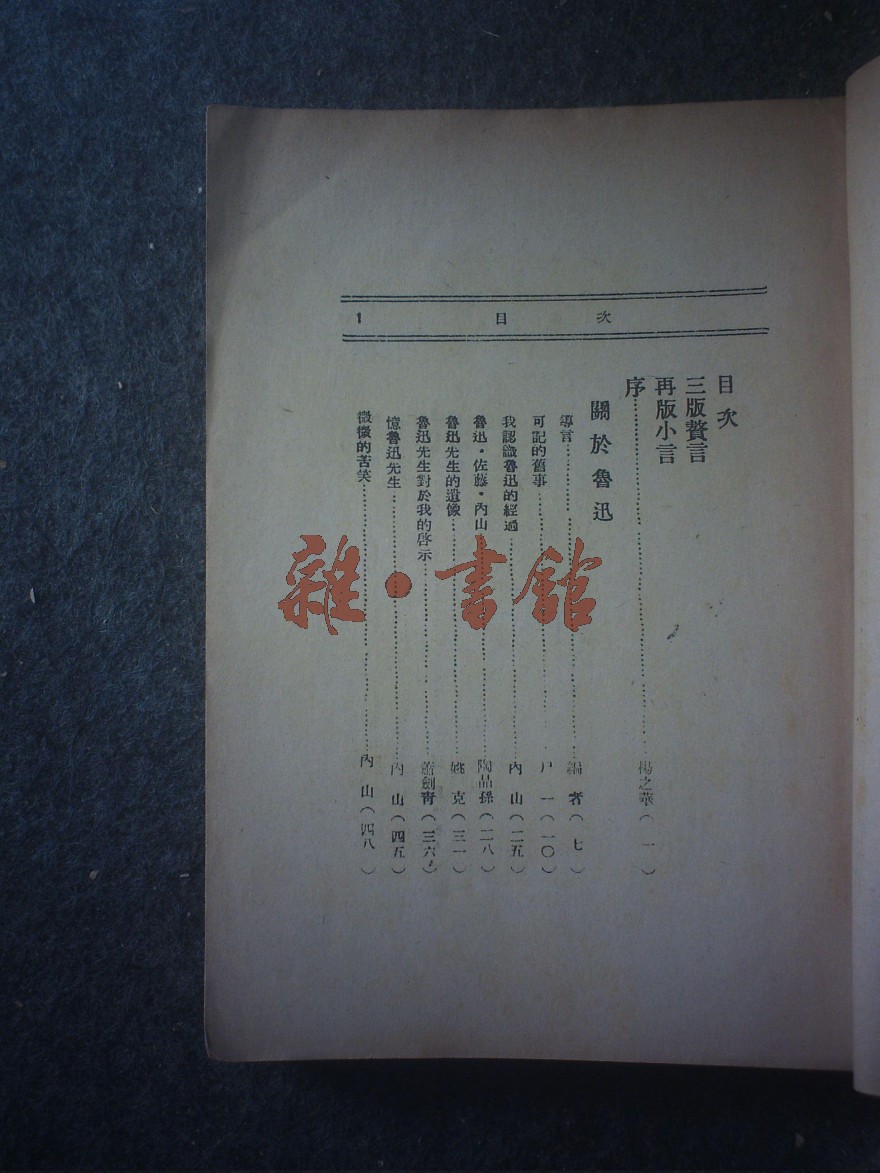 1 目次
目次
三版贅言
再版小言
序……楊之華(一)
關於魯迅
導言……編者(七)
可記的舊事……尸一(一〇)
我認識魯迅的經過……內山(二五)
魯迅·佐藤·內山……陶晶孫(二八)
魯迅先生的遺像……姚克(三一)
魯迅先生對於我的啓示……蕭劍青(三六)
憶魯迅先生……內山(四五)
微微的苦笑……內山(四八)
雜·書館